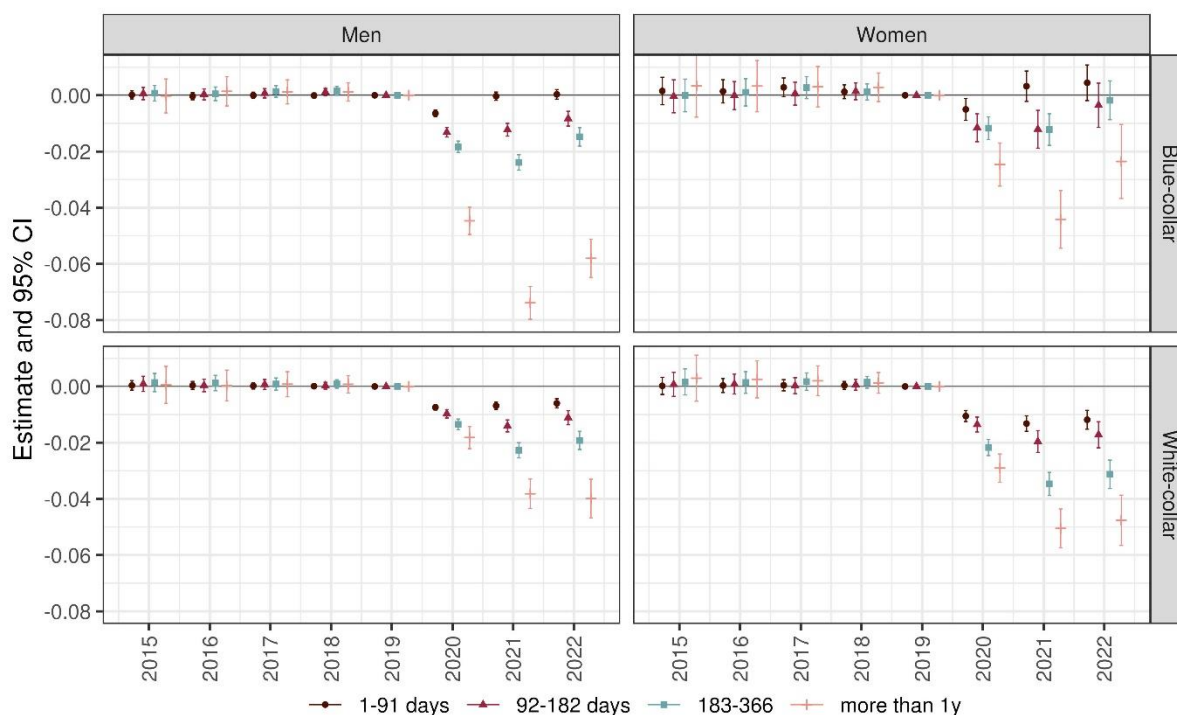 Men
Women
Estimate and 95% CI
0.00
-0.02
-0.04
-0.06
-0.08
Blue-collar
0.00
-0.02
-0.04
-0.06
-0.08
White-collar
2015 2016 2017 2018 2019 2020 2021 2022
2015 2016 2017 2018 2019 2020 2021 2022
1-91 days 92-182 days 183-366 more than 1y